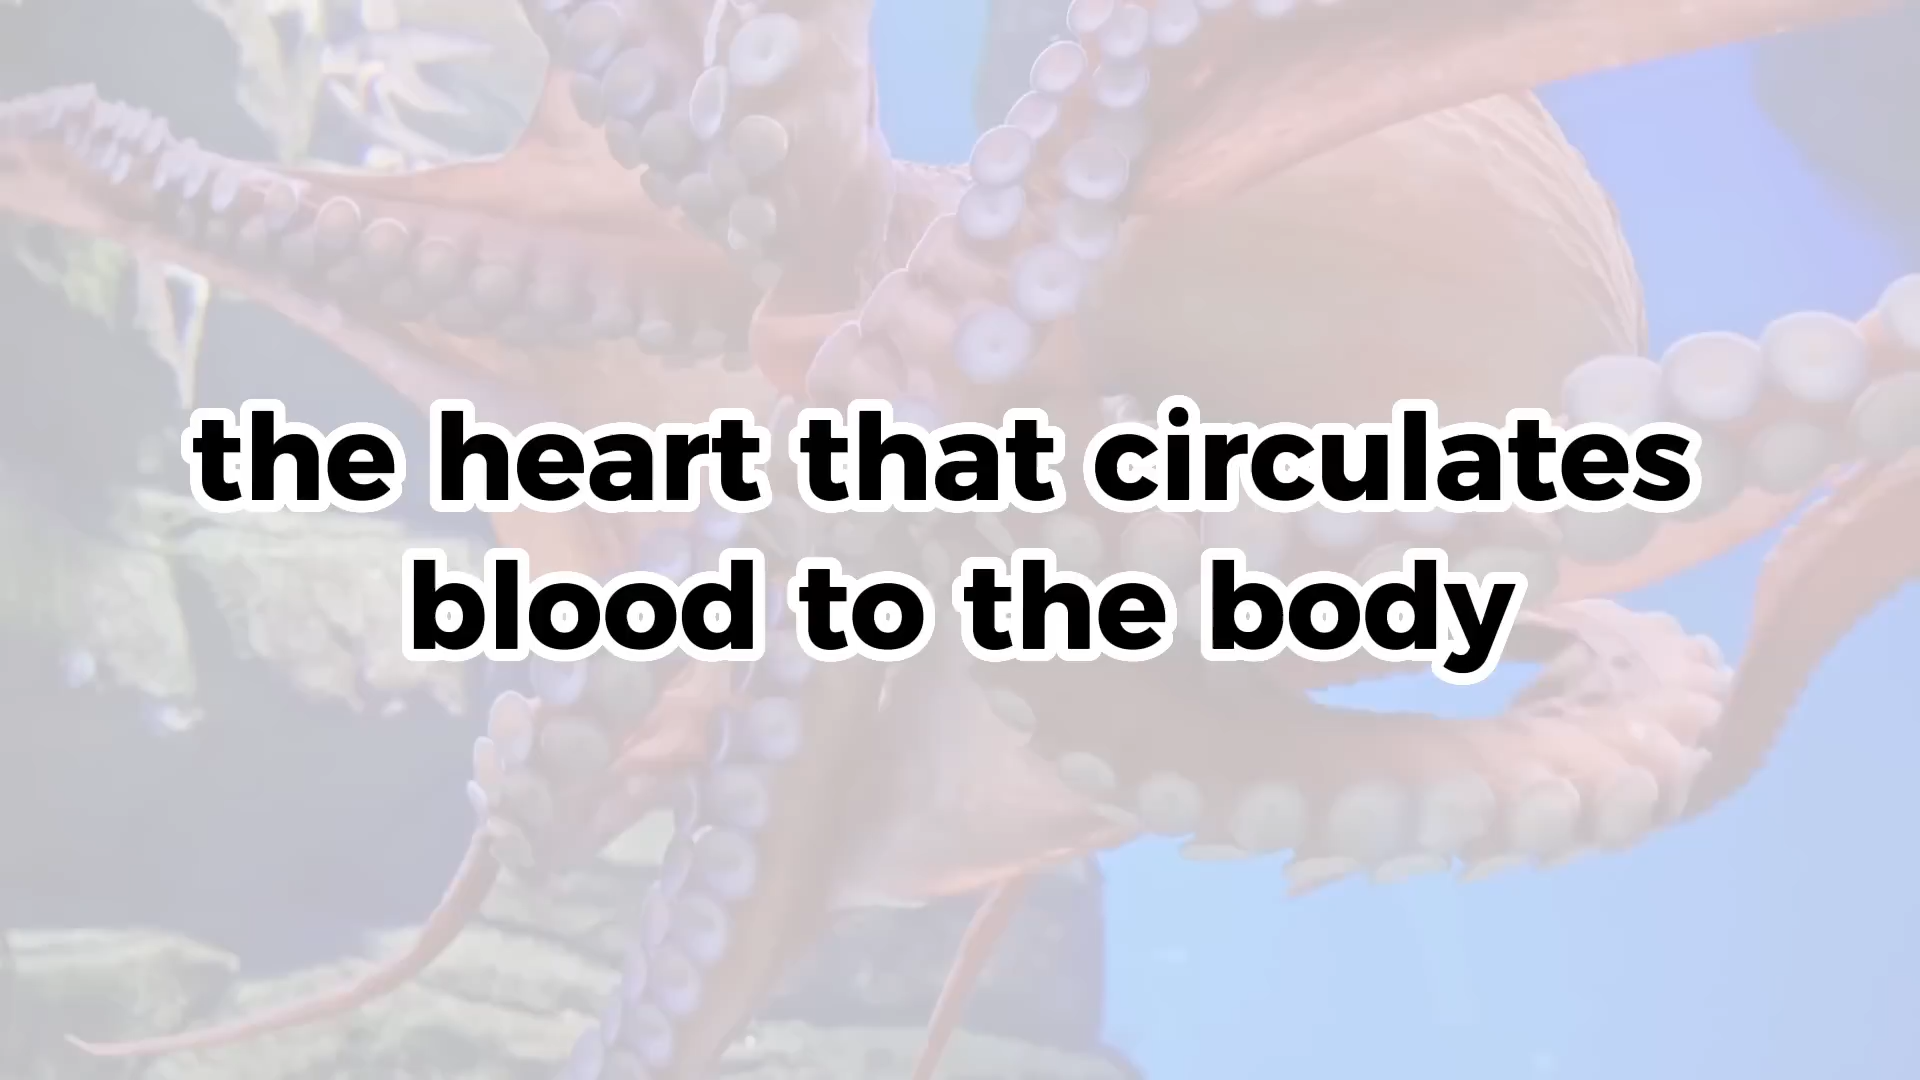 the heart that circulates
blood to the body